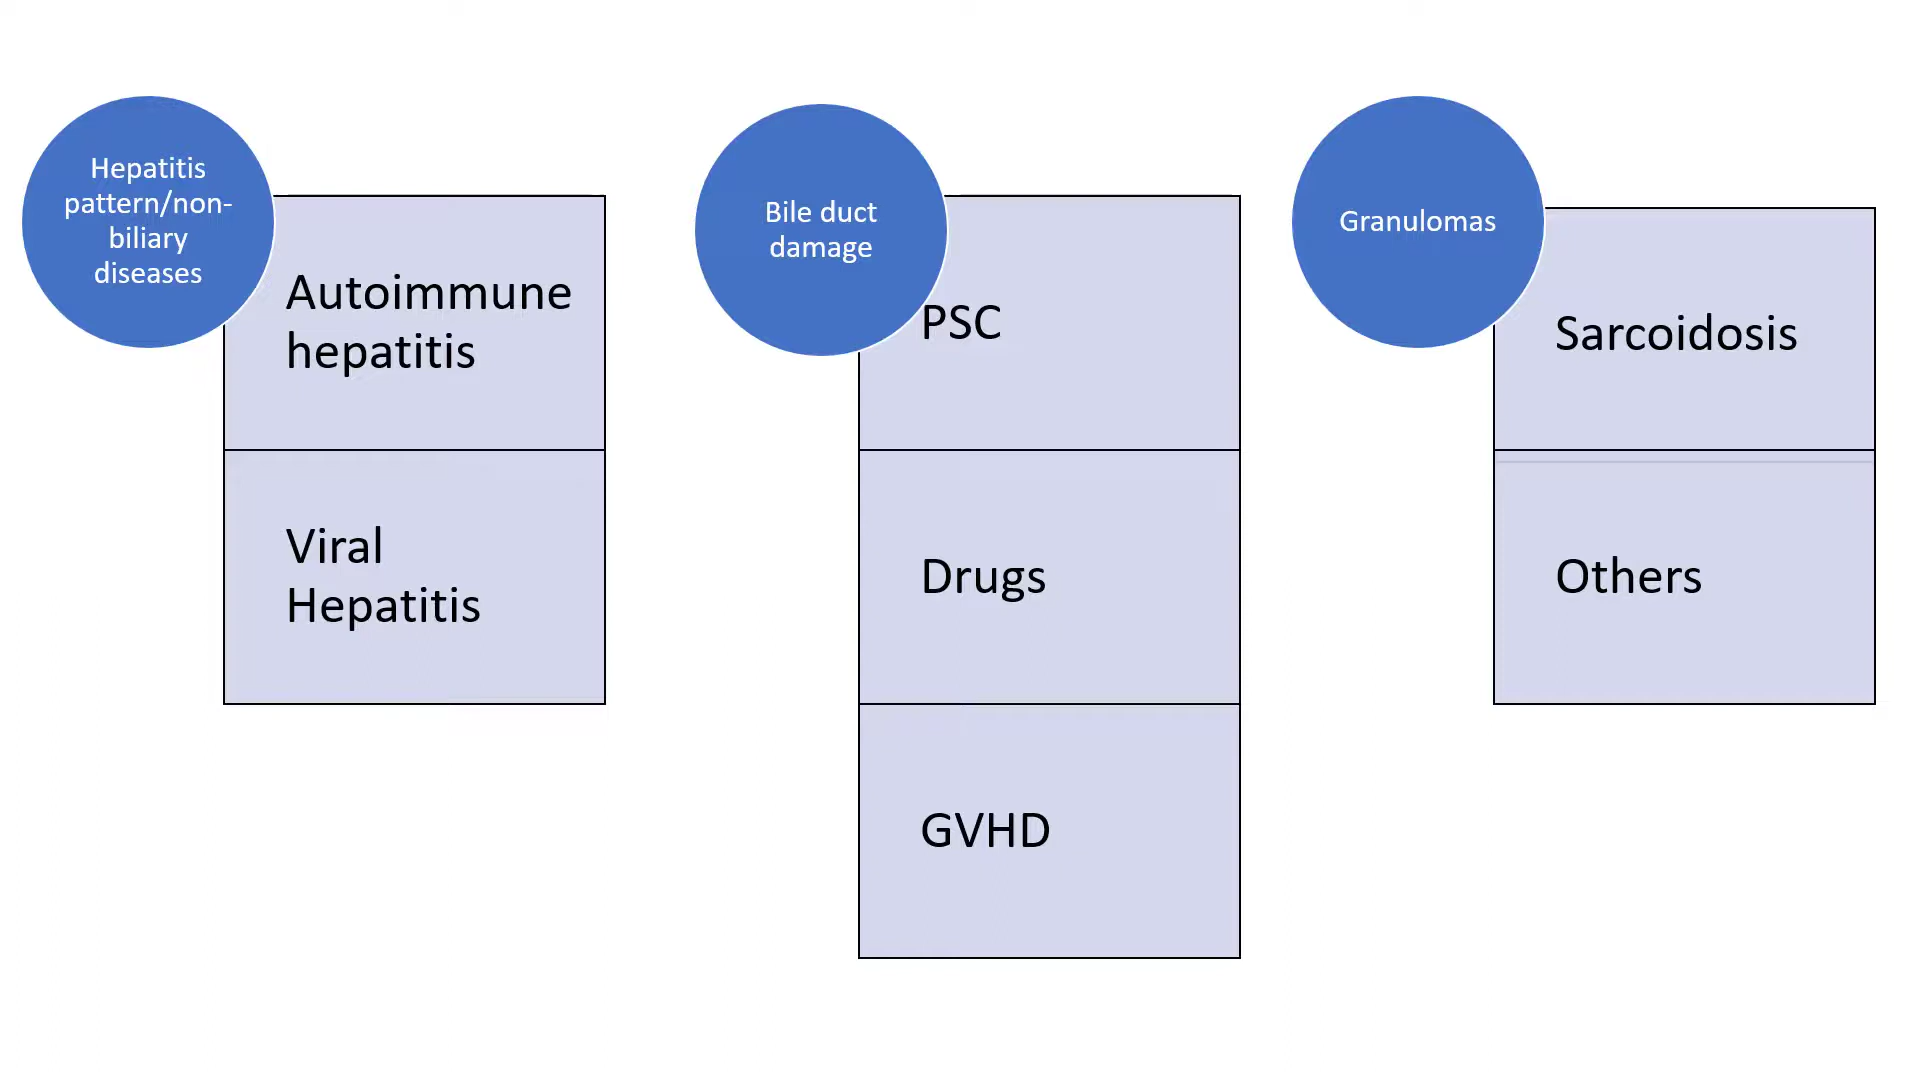 Hepatitis
pattern/non-
biliary
diseases
Autoimmune
hepatitis
Viral
Hepatitis
Bile duct
damage
PSC
Drugs
GVHD
Granulomas
Sarcoidosis
Others